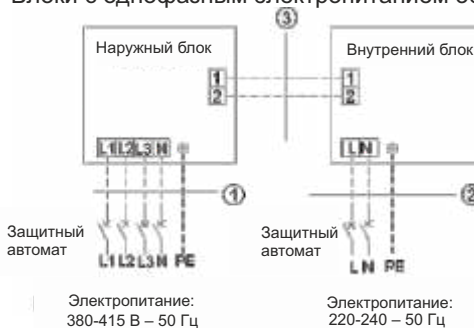 Блоки с однофазным электропитанием
③
Наружный блок
Внутренний блок
1
1
2
2
L1 L2 L3 N
L N
①
②
Защитный автомат
Защитный автомат
L1 L2 L3 N PE
L N PE
Электропитание:
380-415 В – 50 Гц
Электропитание:
220-240 – 50 Гц